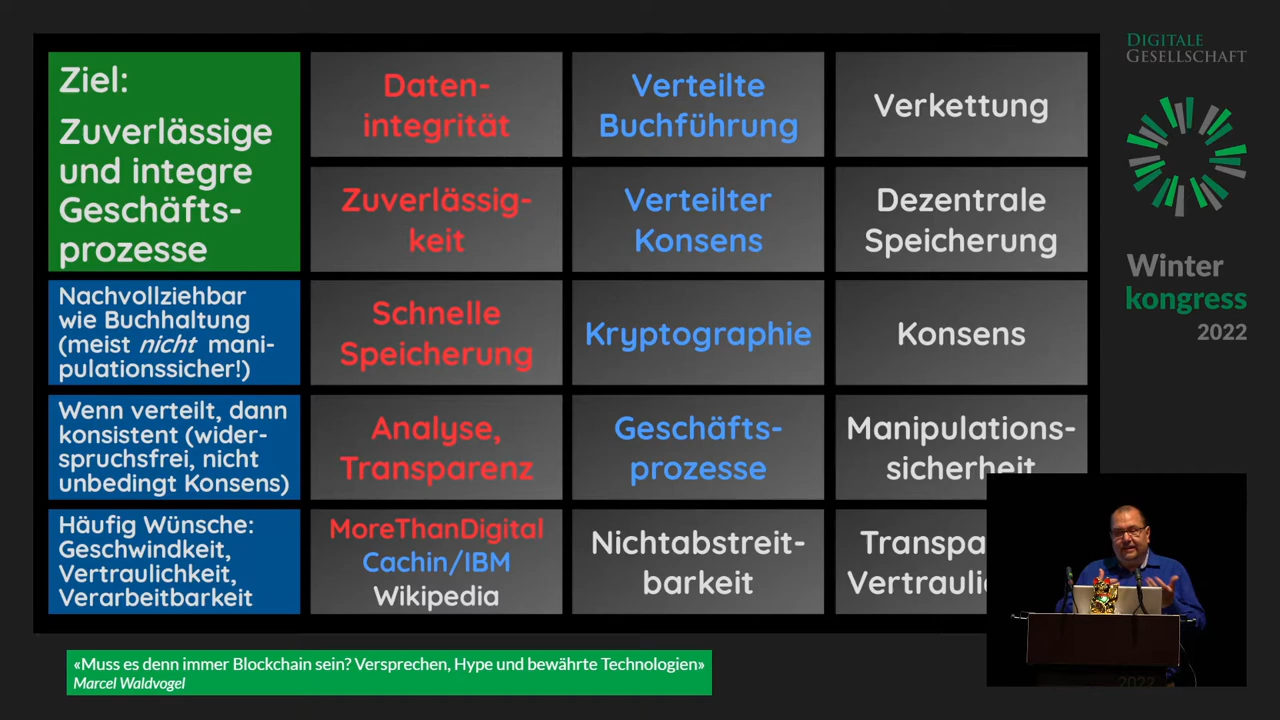 Ziel:
Zuverlässige
und integre
Geschäfts-
prozesse
Daten-
integrität
Verteilte
Buchführung
Verkettung
Zuverlässig-
keit
Verteilter
Konsens
Dezentrale
Speicherung
Nachvollziehbar
wie Buchhaltung
(meist nicht mani-
pulationssicher!)
Schnelle
Speicherung
Kryptographie
Konsens
Wenn verteilt, dann
konsistent (wider-
spruchsfrei, nicht
unbedingt Konsens)
Analyse,
Transparenz
Geschäfts-
prozesse
Manipulations-
sicherheit
Häufig Wünsche:
Geschwindkeit,
Vertraulichkeit,
Verarbeitbarkeit
MoreThanDigital
Cachin/IBM
Wikipedia
Nichtabstreit-
barkeit
Transpa
Vertrauli
DIGITALE
GESELLSCHAFT
Winter
kongress
2022
«Muss es denn immer Blockchain sein? Versprechen, Hype und bewährte Technologien»
Marcel Waldvogel
2022